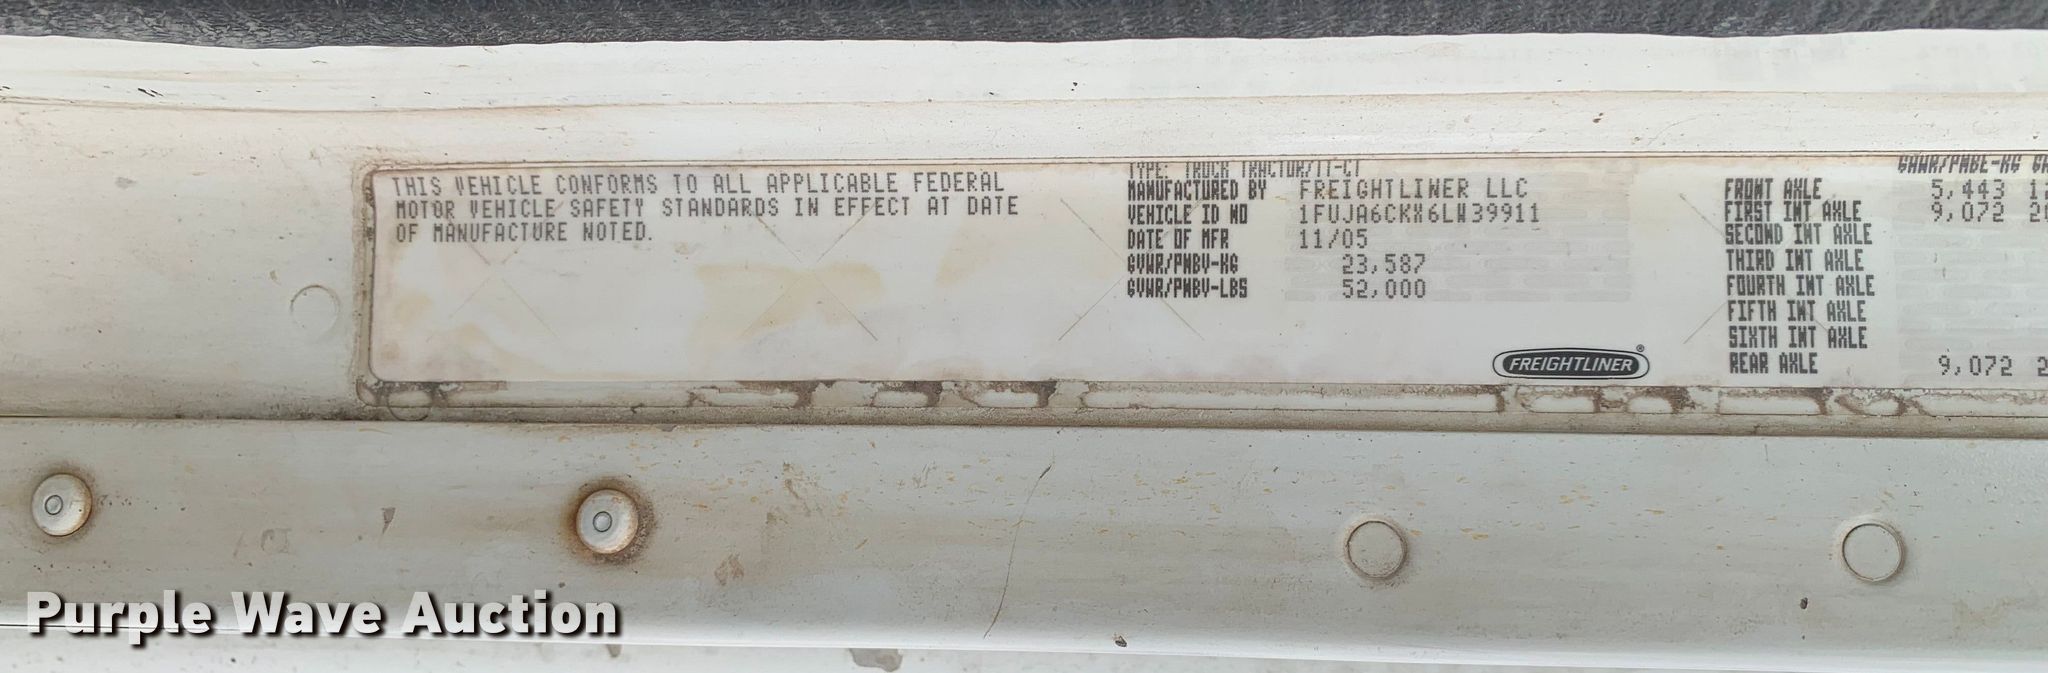 THIS VEHICLE CONFORMS TO ALL APPLICABLE FEDERAL
MOTOR VEHICLE SAFETY STANDARDS IN EFFECT AT DATE
OF MANUFACTURE NOTED.
TYPE: TRUCK TRACTOR/TT-CT
MANUFACTURED BY FREIGHTLINER LLC
VEHICLE ID NO 1FUJA6CKX6LW39911
DATE OF MFR 11/05
GVWR/PNBV-KG 23,587
GVWR/PNBV-LBS 52,000
FREIGHTLINER®
GAWR/PNBE-KG
FRONT AXLE 5,443
FIRST INT AXLE 9,072
SECOND INT AXLE
THIRD INT AXLE
FOURTH INT AXLE
FIFTH INT AXLE
SIXTH INT AXLE
REAR AXLE 9,072
Purple Wave Auction